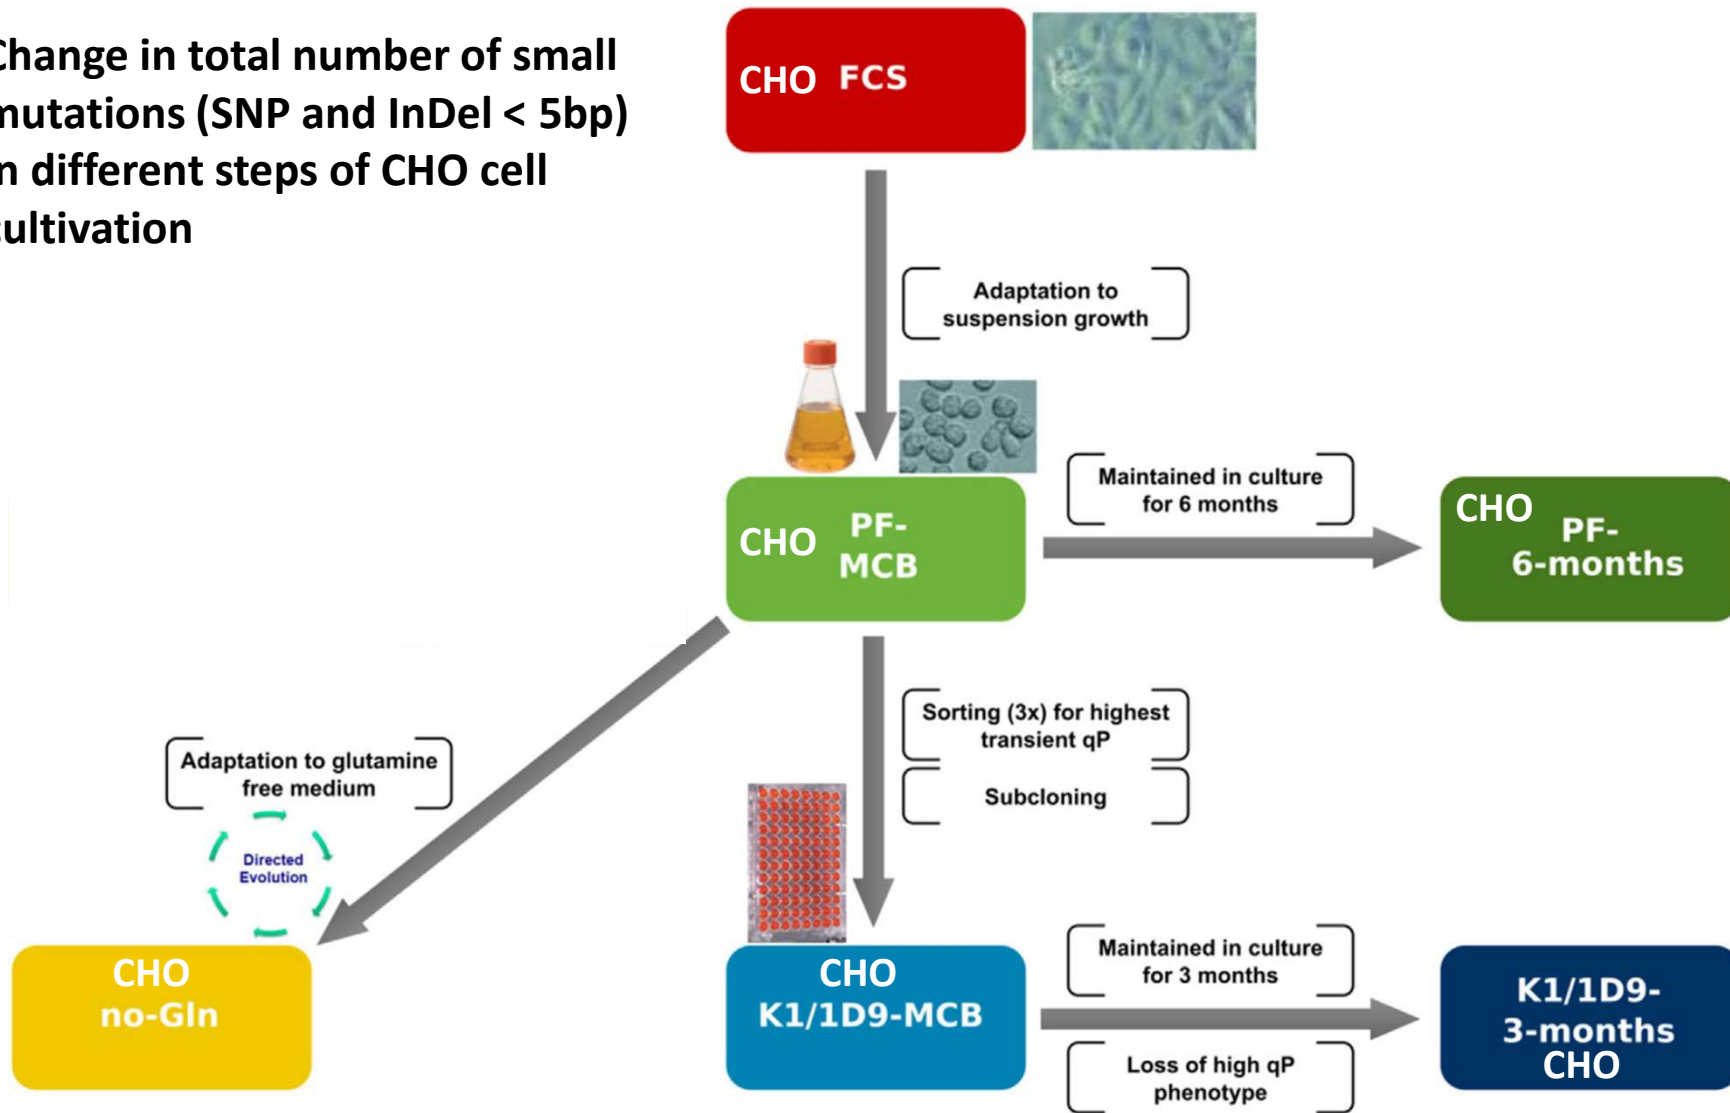 Change in total number of small
mutations (SNP and InDel < 5bp)
in different steps of CHO cell
cultivation
CHO FCS
Adaptation to
suspension growth
CHO PF-
MCB
Maintained in culture
for 6 months
CHO PF-
6-months
Sorting (3x) for highest
transient qP
Subcloning
Adaptation to glutamine
free medium
Directed
Evolution
CHO
no-Gln
CHO
K1/1D9-MCB
Maintained in culture
for 3 months
Loss of high qP
phenotype
K1/1D9-
3-months
CHO